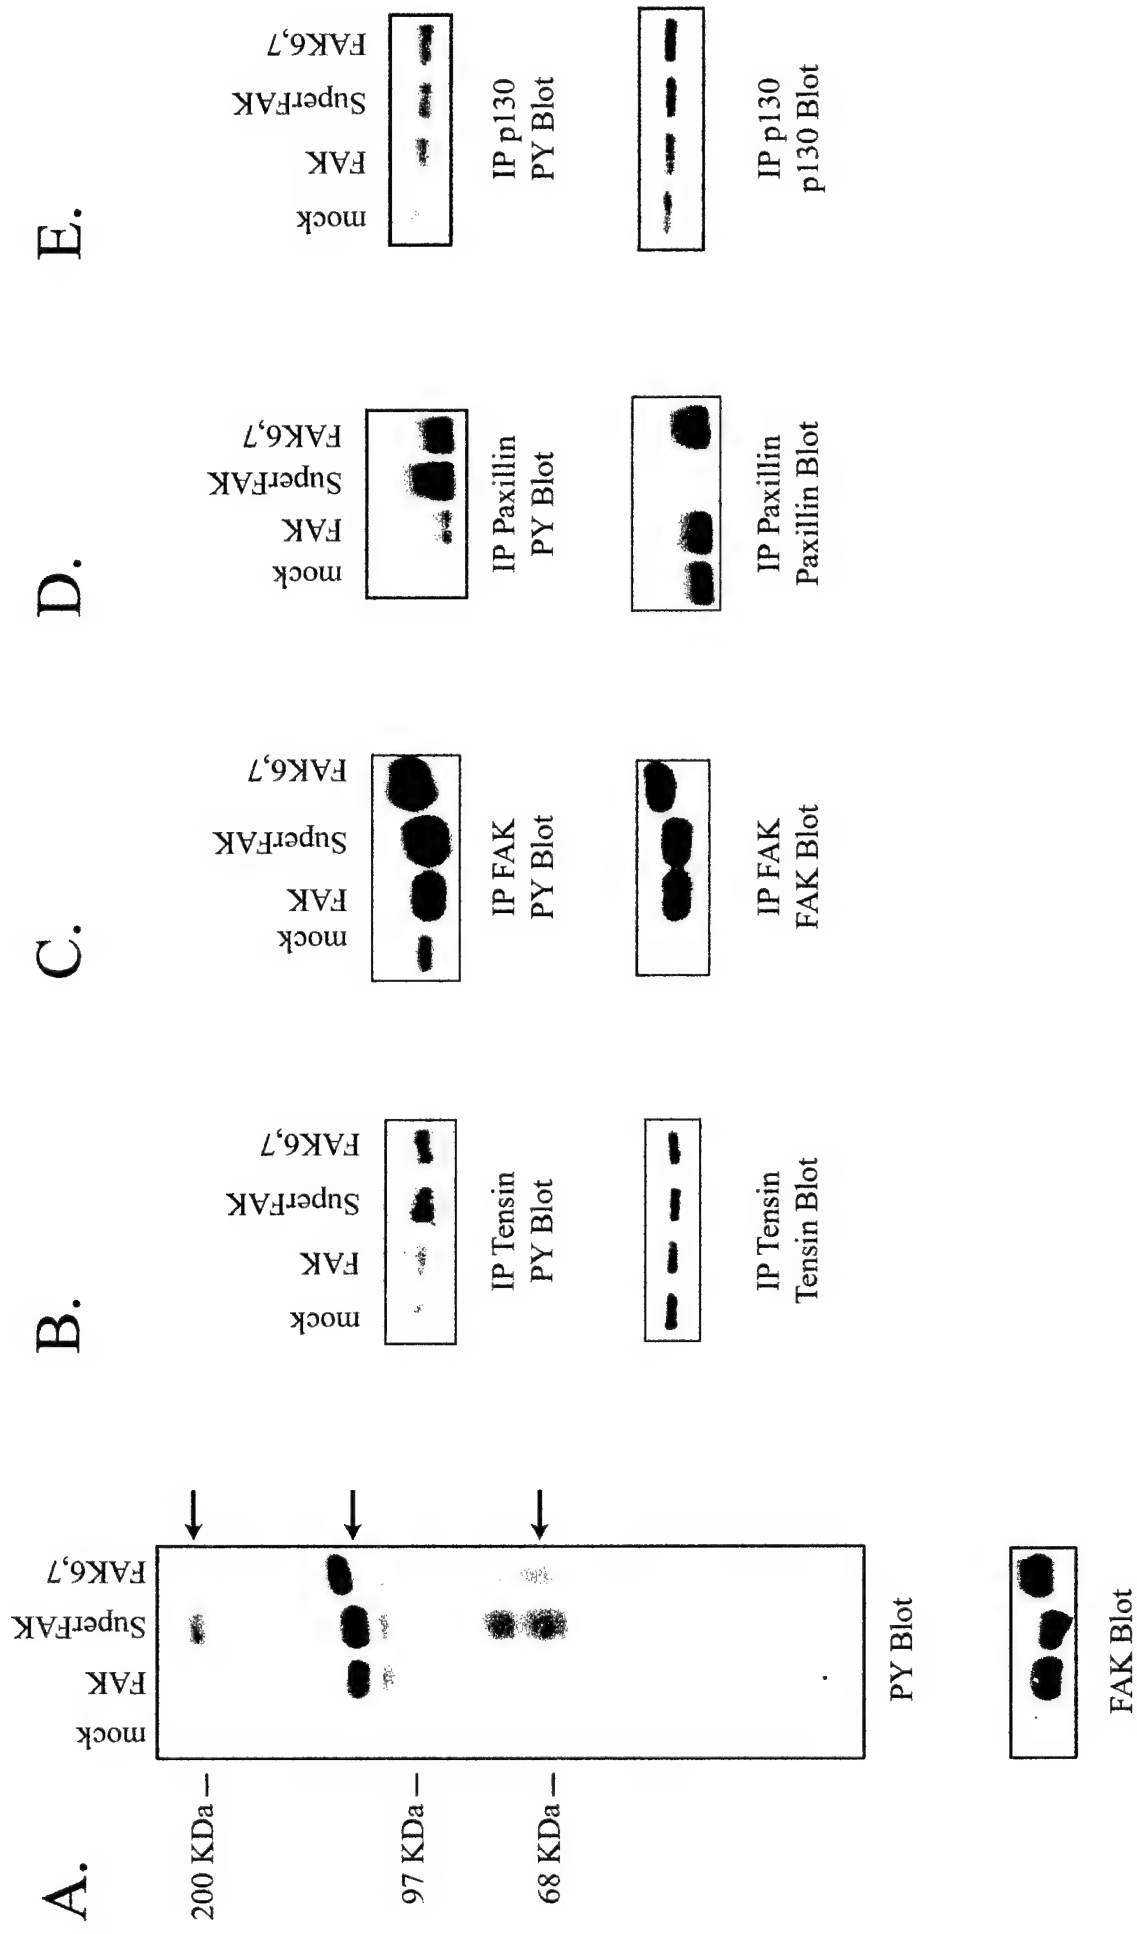 A.
mock
FAK
SuperFAK
FAK6,7
200 KDa
97 KDa
68 KDa
PY Blot
FAK Blot
B.
mock
FAK
SuperFAK
FAK6,7
IP Tensin
PY Blot
IP Tensin
Tensin Blot
C.
mock
FAK
SuperFAK
FAK6,7
IP FAK
PY Blot
IP FAK
FAK Blot
D.
mock
FAK
SuperFAK
FAK6,7
IP Paxillin
PY Blot
IP Paxillin
Paxillin Blot
E.
mock
FAK
SuperFAK
FAK6,7
IP p130
PY Blot
IP p130
p130 Blot